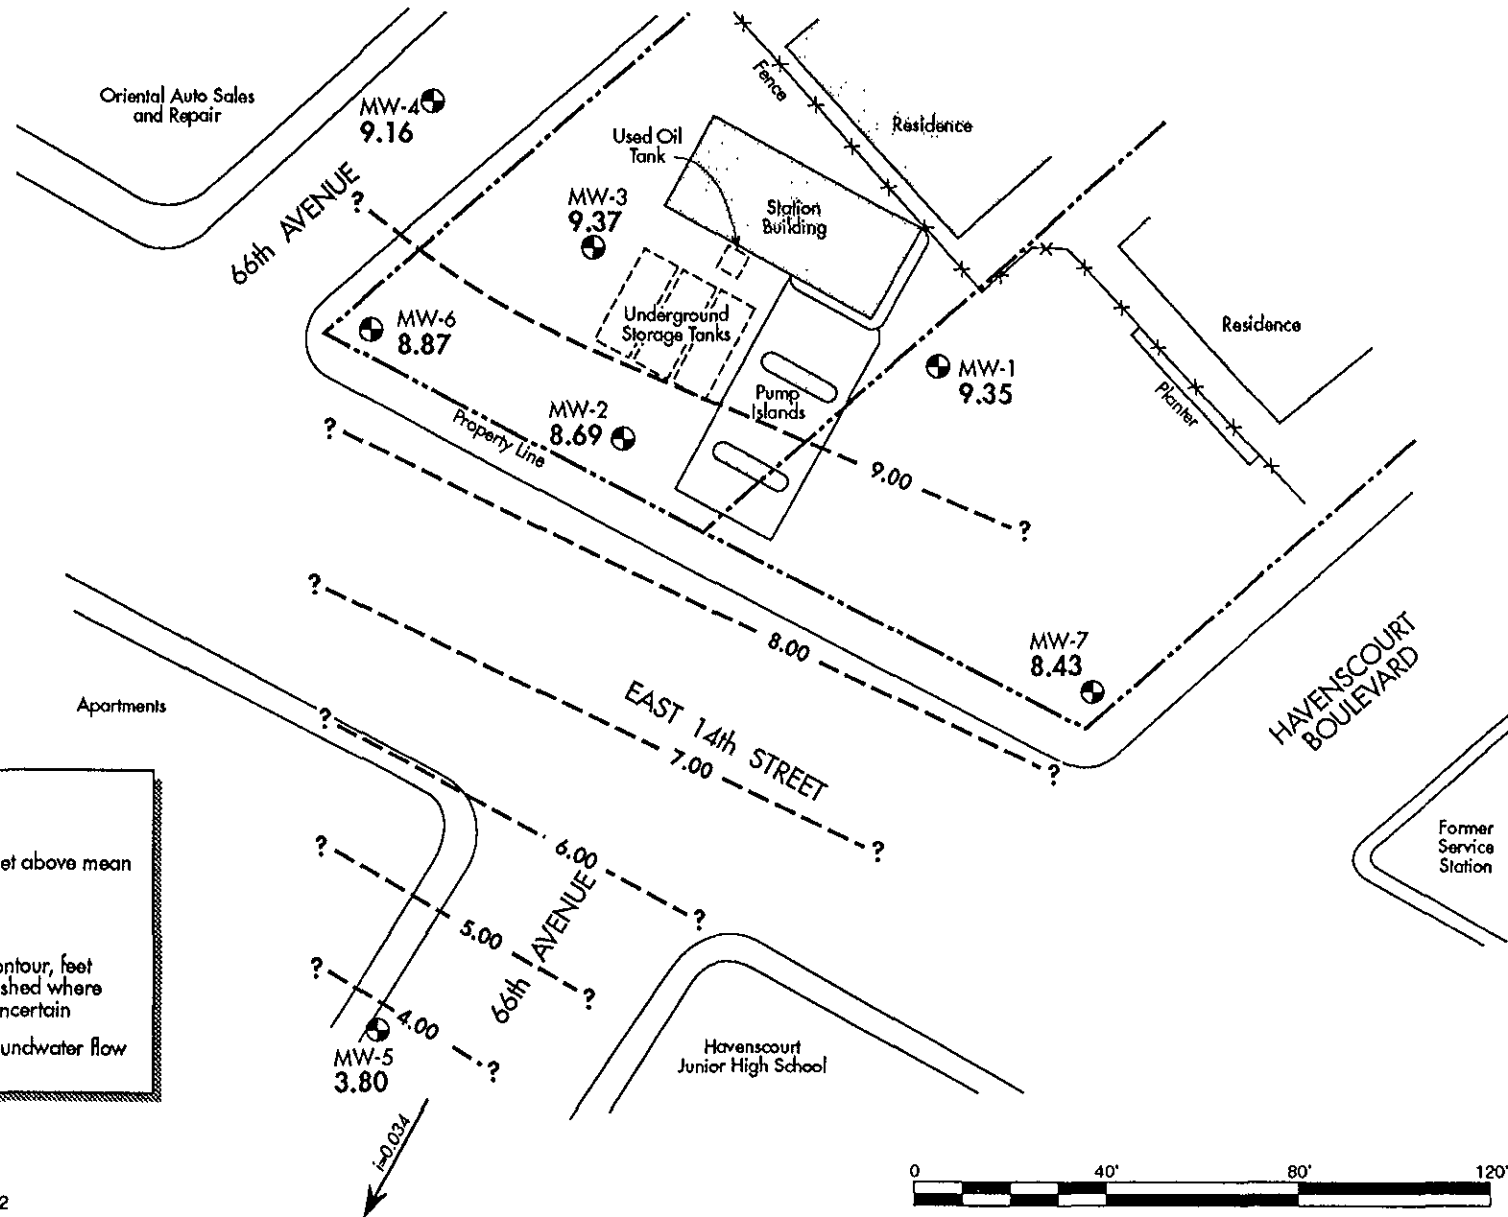 Oriental Auto Sales
and Repair
MW-4
9.16
66th AVENUE
?
Fence
Residence
Used Oil
Tank
Station
Building
MW-3
9.37
Underground
Storage Tanks
MW-6
8.87
MW-1
9.35
Residence
Planter
Pump
Islands
MW-2
8.69
Property Line
?
9.00
?
?
8.00
?
MW-7
8.43
HAVENSCOURT
BOULEVARD
EAST 14th STREET
7.00
?
Apartments
?
6.00
?
?
5.00
?
66th AVENUE
?
4.00
?
MW-5
3.80
i=0.034
Havenscourt
Junior High School
Former
Service
Station
et above mean
ontour, feet
shed where
ncertain
undwater flow
2
0
40'
80'
120'